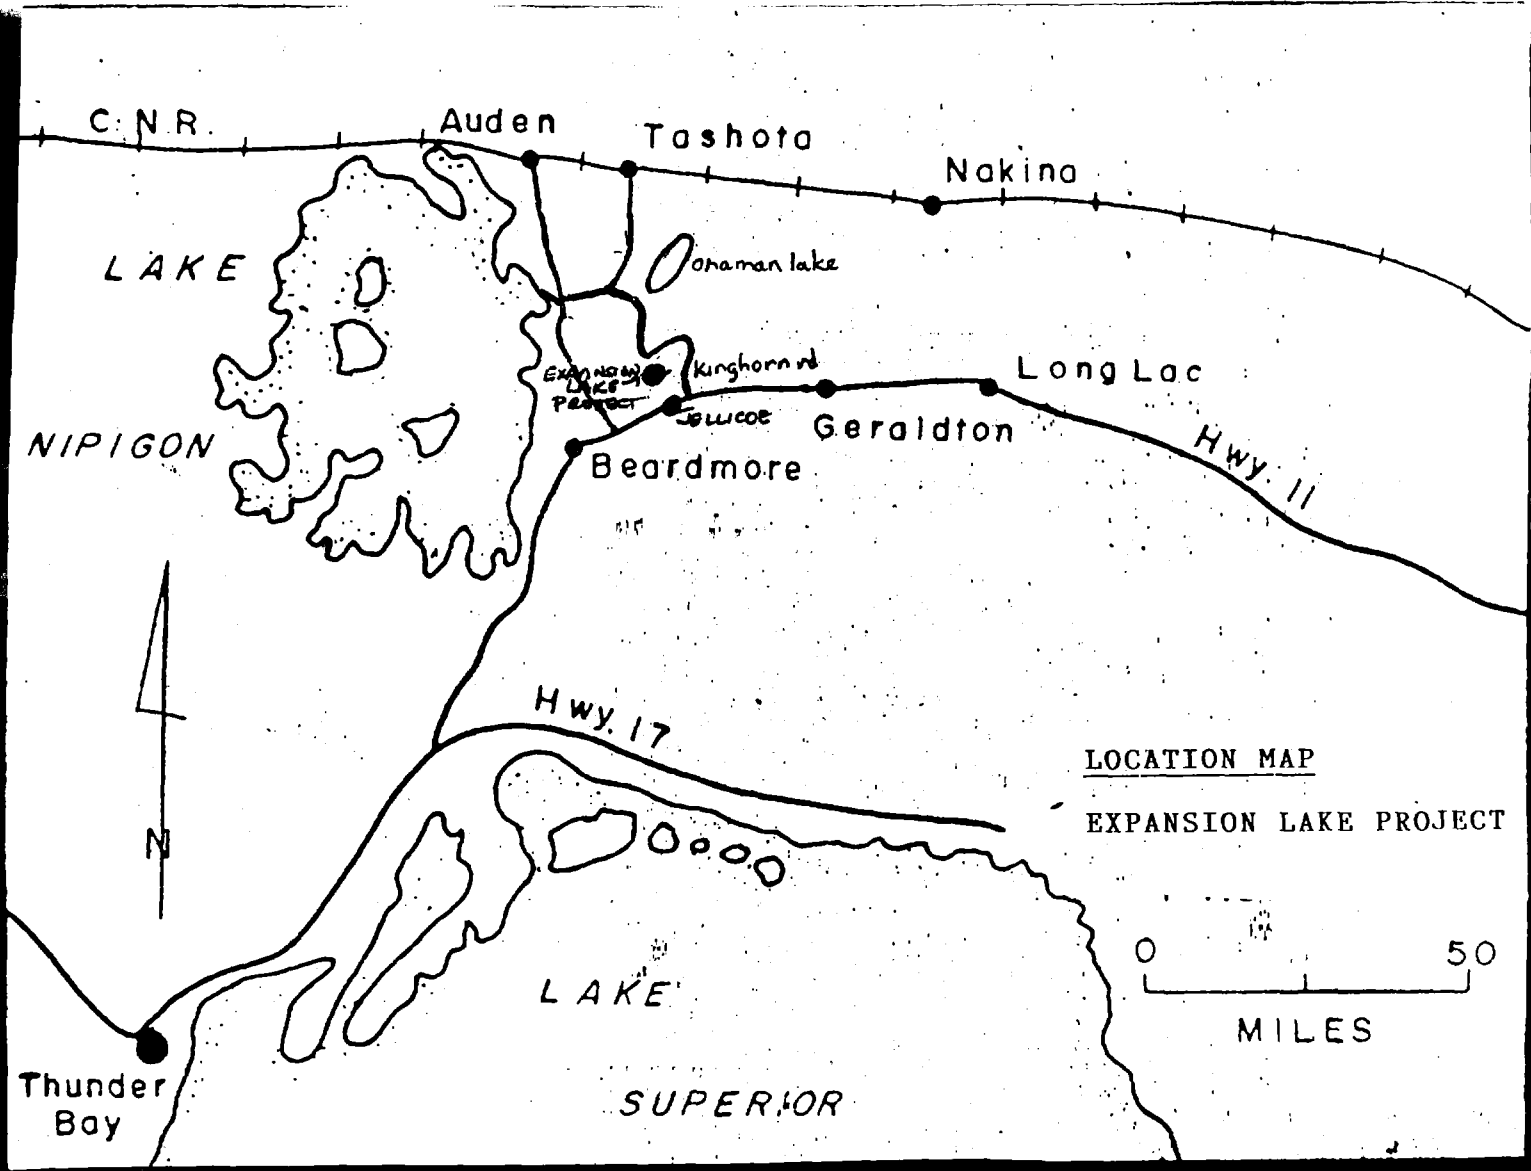 C.N.R.
Auden
Tashota
Nakina
LAKE
onaman lake
EXPANSION
LAKE
PROJECT
Kinghorn rd
Long Lac
JELLICOE
Geraldton
NIPIGON
Beardmore
Hwy. 11
Hwy. 17
LOCATION MAP
EXPANSION LAKE PROJECT
N
0 50
MILES
LAKE
SUPERIOR
Thunder
Bay